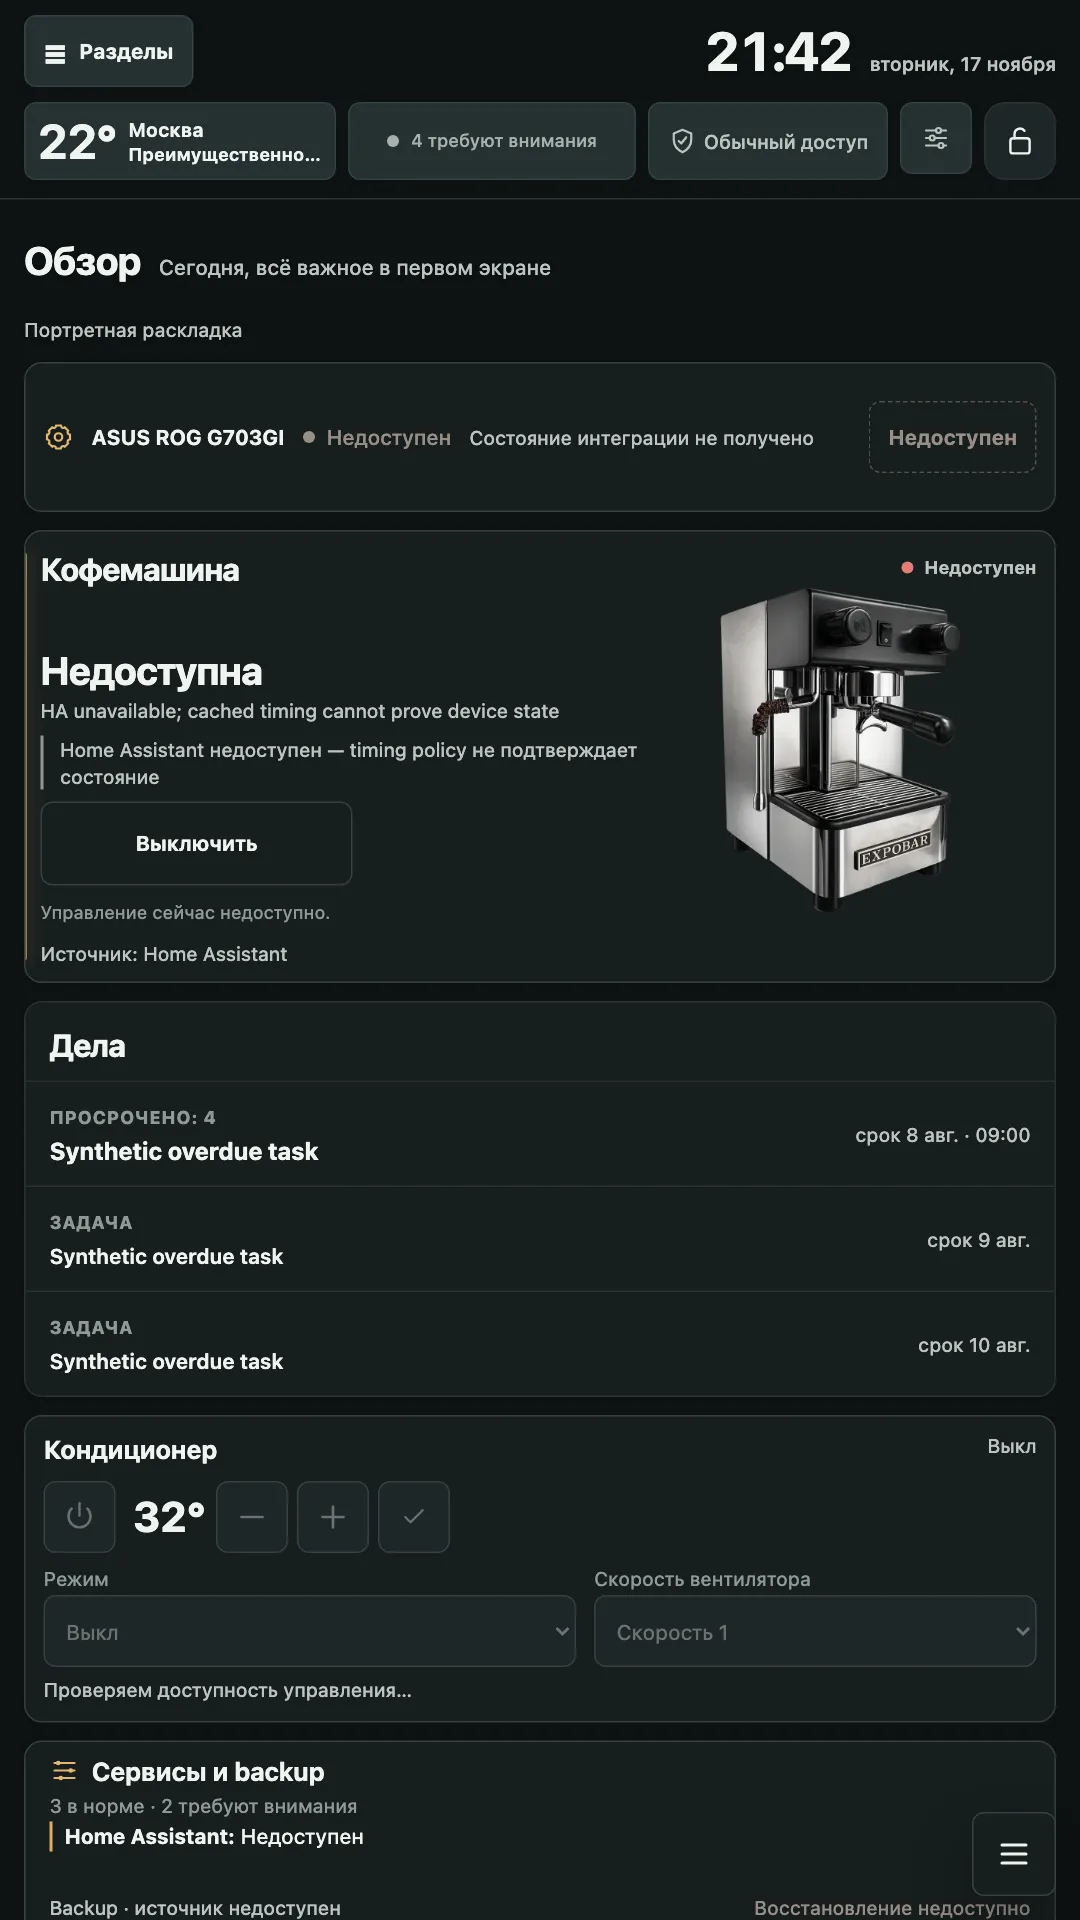 Разделы
21:42
вторник, 17 ноября
22°
Москва
Преимущественно...
4 требуют внимания
Обычный доступ
Обзор
Сегодня, всё важное в первом экране
Портретная раскладка
ASUS ROG G703GI
Недоступен
Состояние интеграции не получено
Недоступен
Кофемашина
Недоступен
Недоступна
HA unavailable; cached timing cannot prove device state
Home Assistant недоступен — timing policy не подтверждает
состояние
EXPOBAR
Выключить
Управление сейчас недоступно.
Источник: Home Assistant
Дела
ПРОСРОЧЕНО: 4
Synthetic overdue task
срок 8 авг. · 09:00
ЗАДАЧА
Synthetic overdue task
срок 9 авг.
ЗАДАЧА
Synthetic overdue task
срок 10 авг.
Кондиционер
Выкл
32°
Режим
Скорость вентилятора
Выкл
Скорость 1
Проверяем доступность управления...
Сервисы и backup
3 в норме · 2 требуют внимания
Home Assistant: Недоступен
Backup · источник недоступен
Восстановление недоступно